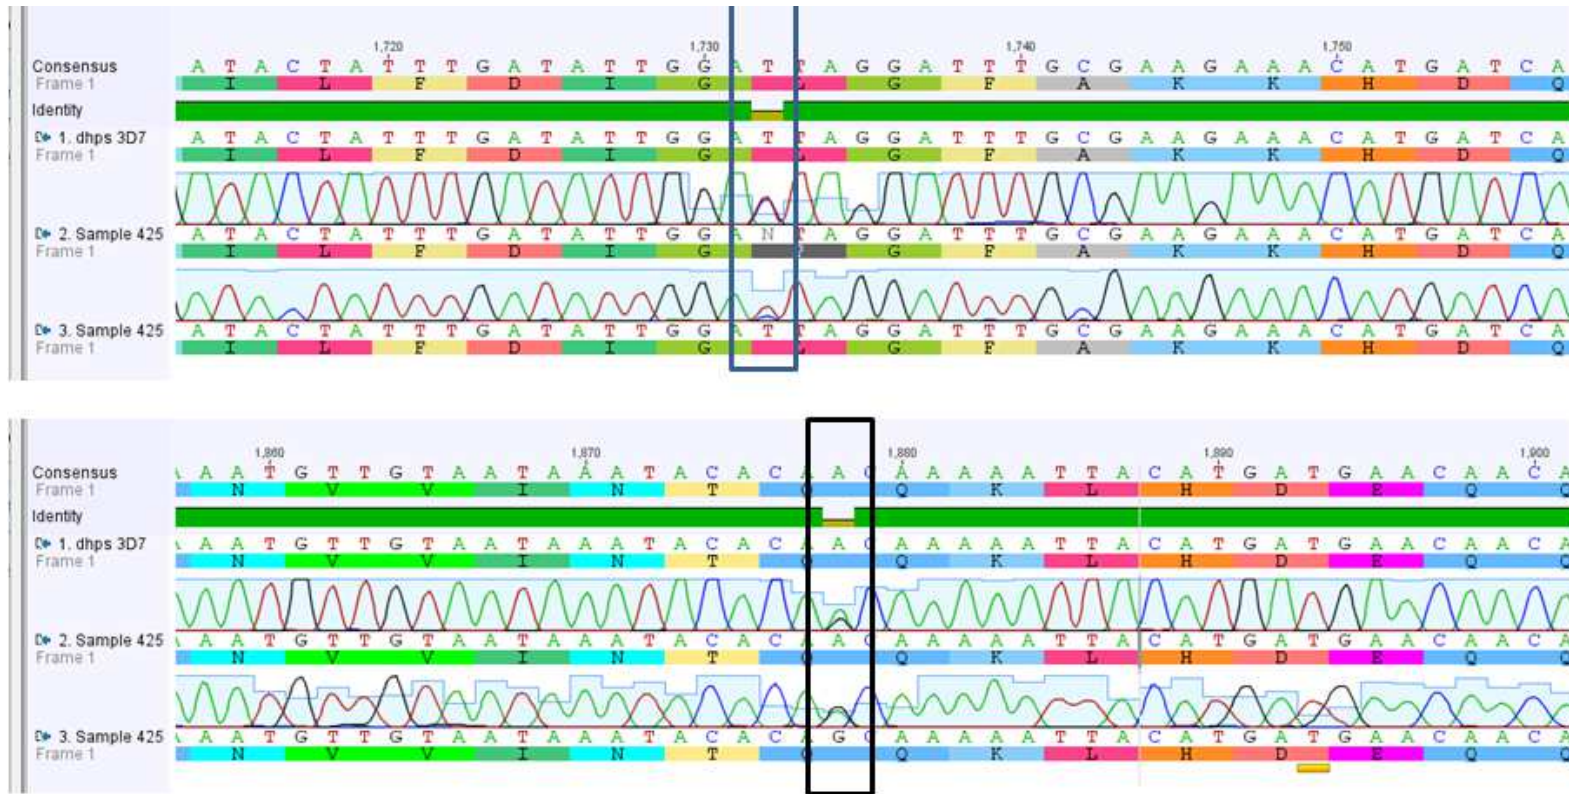 1,720 1,730 1,740 1,750
Consensus A T A C T A T T T G A T A T T G G A T T A G G A T T T G C G A A G A A A C A T G A T C A
Frame 1 I L F D I G L G F A K K H D Q
Identity
1. dhps 3D7 A T A C T A T T T G A T A T T G G A T T A G G A T T T G C G A A G A A A C A T G A T C A
Frame 1 I L F D I G L G F A K K H D Q
2. Sample 425 A T A C T A T T T G A T A T T G G A N T A G G A T T T G C G A A G A A A C A T G A T C A
Frame 1 I L F D I G G F A K K H D Q
3. Sample 425 A T A C T A T T T G A T A T T G G A T T A G G A T T T G C G A A G A A A C A T G A T C A
Frame 1 I L F D I G L G F A K K H D Q
1,860 1,870 1,880 1,890 1,900
Consensus A A T G T T G T A A T A A A T A C A C A A C A A A A A T T A C A T G A T G A A C A A C A
Frame 1 N V V I N T Q Q K L H D E Q Q
Identity
1. dhps 3D7 A A T G T T G T A A T A A A T A C A C A A C A A A A A T T A C A T G A T G A A C A A C A
Frame 1 N V V I N T Q Q K L H D E Q Q
2. Sample 425 A A T G T T G T A A T A A A T A C A C A A C A A A A A T T A C A T G A T G A A C A A C A
Frame 1 N V V I N T Q Q K L H D E Q Q
3. Sample 425 A A T G T T G T A A T A A A T A C A C A G C A A A A A T T A C A T G A T G A A C A A C A
Frame 1 N V V I N T Q Q K L H D E Q Q